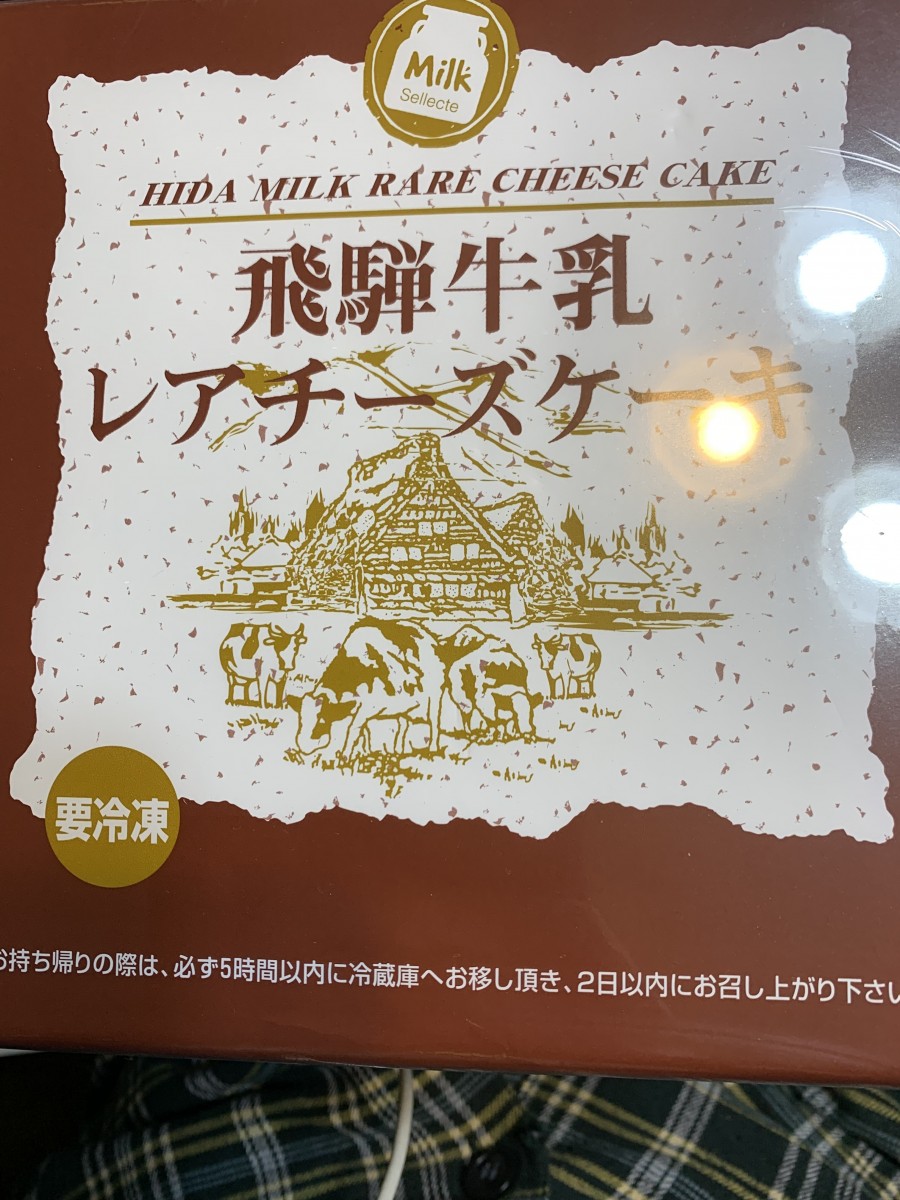 Milk
Sellecte
HIDA MILK RARE CHEESE CAKE
飛騨牛乳
レアチーズケーキ
要冷凍
お持ち帰りの際は、必ず5時間以内に冷蔵庫へお移し頂き、2日以内にお召し上がり下さい